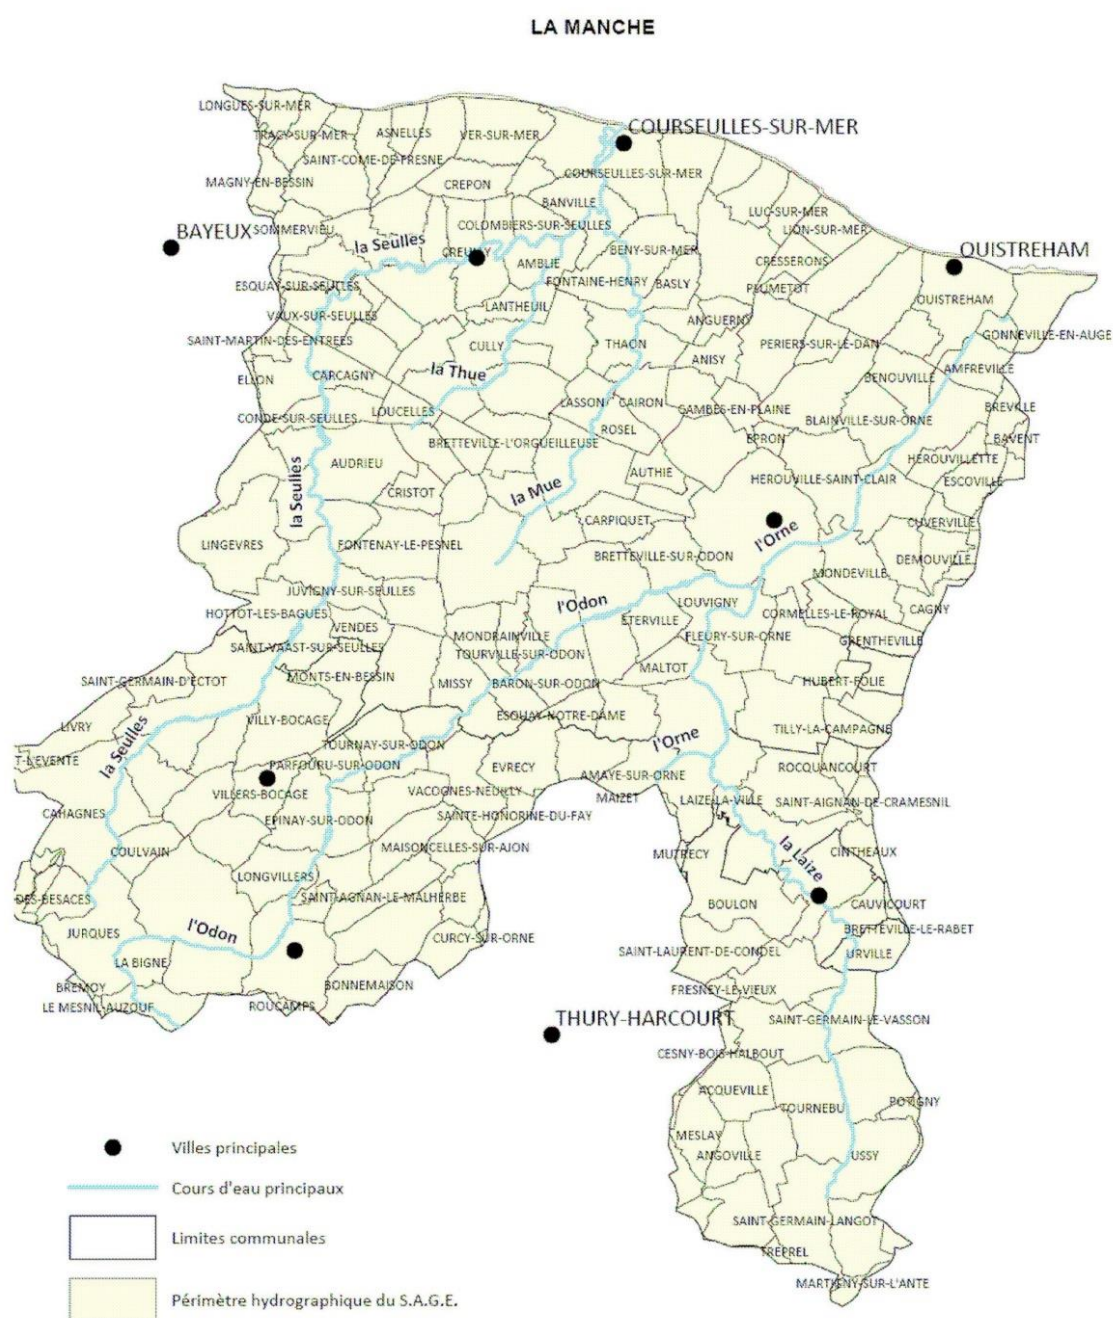 LA MANCHE
LONGUES-SUR-MER
TRACY-SUR-MER
ASNELLES
VER-SUR-MER
COURSEULLES-SUR-MER
SAINT-COME-DE-FRESNE
COURSEULLES-SUR-MER
MAGNY-EN-BESSIN
CREPON
BANVILLE
LUC-SUR-MER
BAYEUX
SOMMERVIEU
la Seulles
COLOMBIERS-SUR-SEULLES
LION-SUR-MER
CREULLY
BENY-SUR-MER
OUISTREHAM
AMBLIE
CRESSERONS
ESQUAY-SUR-SEULLES
FONTAINE-HENRY
BASLY
PLUMETOT
OUISTREHAM
LANTHEUIL
VAUX-SUR-SEULLES
ANGUERNY
GONNEVILLE-EN-AUGE
SAINT-MARTIN-DES-ENTREES
CULLY
THAON
PERIERS-SUR-LE-DAN
ANISY
AMFREVILLE
ELLON
CARCAGNY
la Thue
BENOUVILLE
LASSON
CAIRON
BREVILLE
LOUCELLES
CAMBES-EN-PLAINE
CONDE-SUR-SEULLES
BLAINVILLE-SUR-ORNE
ROSEL
BRETTEVILLE-L'ORGUEILLEUSE
EPRON
BAVENT
AUDRIEU
HEROUVILLETTE
AUTHIE
HEROUVILLE-SAINT-CLAIR
ESCOVILLE
la Seulles
CRISTOT
la Mue
CARPIQUET
CUVERVILLE
LINGEVRES
FONTENAY-LE-PESNEL
l'Orne
BRETTEVILLE-SUR-ODON
DEMOUVILLE
MONDEVILLE
JUVIGNY-SUR-SEULLES
l'Odon
LOUVIGNY
CAGNY
HOTTOT-LES-BAGUES
CORMELLES-LE-ROYAL
ETERVILLE
VENDES
MONDRAINVILLE
FLEURY-SUR-ORNE
GRENTHEVILLE
SAINT-VAAST-SUR-SEULLES
TOURVILLE-SUR-ODON
MALTOT
MONTS-EN-BESSIN
SAINT-GERMAIN-D'ECTOT
MISSY
BARON-SUR-ODON
HUBERT-FOLIE
ESQUAY-NOTRE-DAME
VILLY-BOCAGE
LIVRY
TILLY-LA-CAMPAGNE
la Seulles
TOURNAY-SUR-ODON
l'Orne
T-L'EVENTE
PARFOURU-SUR-ODON
EVRECY
ROCQUANCOURT
AMAYE-SUR-ORNE
VILLERS-BOCAGE
VACOGNES-NEUILLY
MAIZET
LAIZE-LA-VILLE
SAINT-AIGNAN-DE-CRAMESNIL
CAHAGNES
EPINAY-SUR-ODON
SAINTE-HONORINE-DU-FAY
MAISONCELLES-SUR-AJON
COULVAIN
MUTRECY
la Laize
CINTHEAUX
LONGVILLERS
DES-BESACES
SAINT-AGNAN-LE-MALHERBE
BOULON
CAUVICOURT
l'Odon
JURQUES
CURCY-SUR-ORNE
BRETTEVILLE-LE-RABET
SAINT-LAURENT-DE-CONDEL
URVILLE
LA BIGNE
BREMOY
BONNEMAISON
FRESNEY-LE-VIEUX
LE MESNIL-AUZOUF
ROUCAMPS
THURY-HARCOURT
SAINT-GERMAIN-LE-VASSON
CESNY-BOIS-HALBOUT
ACQUEVILLE
TOURNEBU
POTIGNY
MESLAY
ANGOVILLE
USSY
SAINT-GERMAIN-LANGOT
TREPREL
MARTIGNY-SUR-L'ANTE
Villes principales
Cours d'eau principaux
Limites communales
Périmètre hydrographique du S.A.G.E.